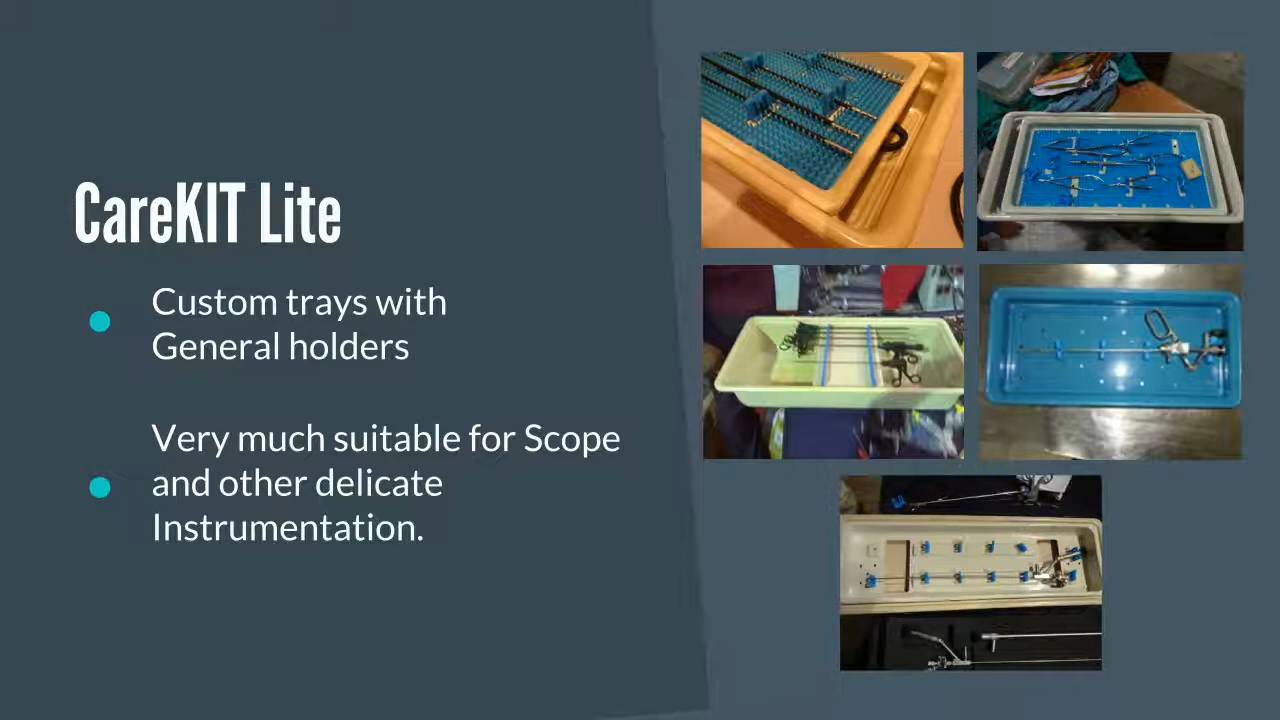 CareKIT Lite
Custom trays with
General holders
Very much suitable for Scope
and other delicate
Instrumentation.